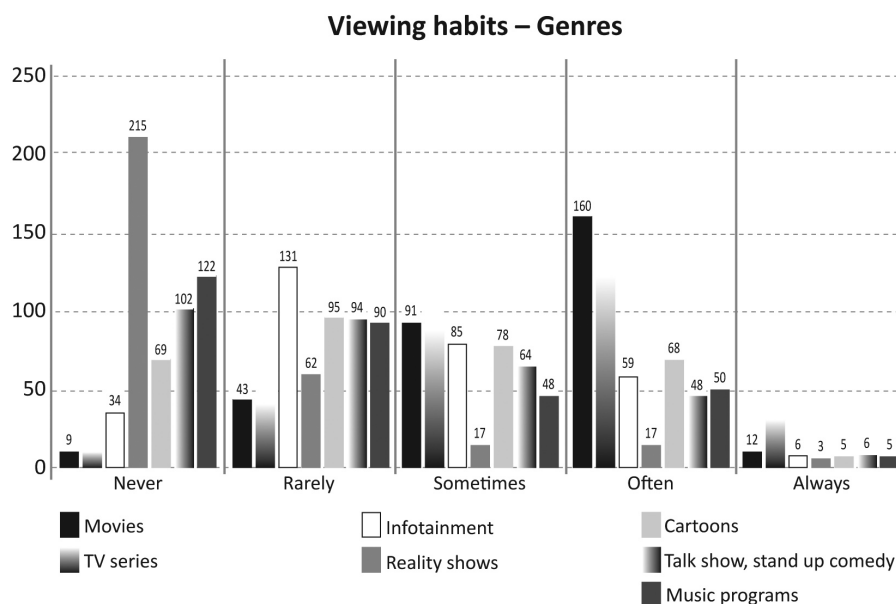 Viewing habits – Genres
250
200
150
100
50
0
9
34
215
69
102
122
43
131
62
95
94
90
91
85
17
78
64
48
160
59
17
68
48
50
12
6
3
5
6
5
Never
Rarely
Sometimes
Often
Always
Movies
Infotainment
Cartoons
TV series
Reality shows
Talk show, stand up comedy
Music programs